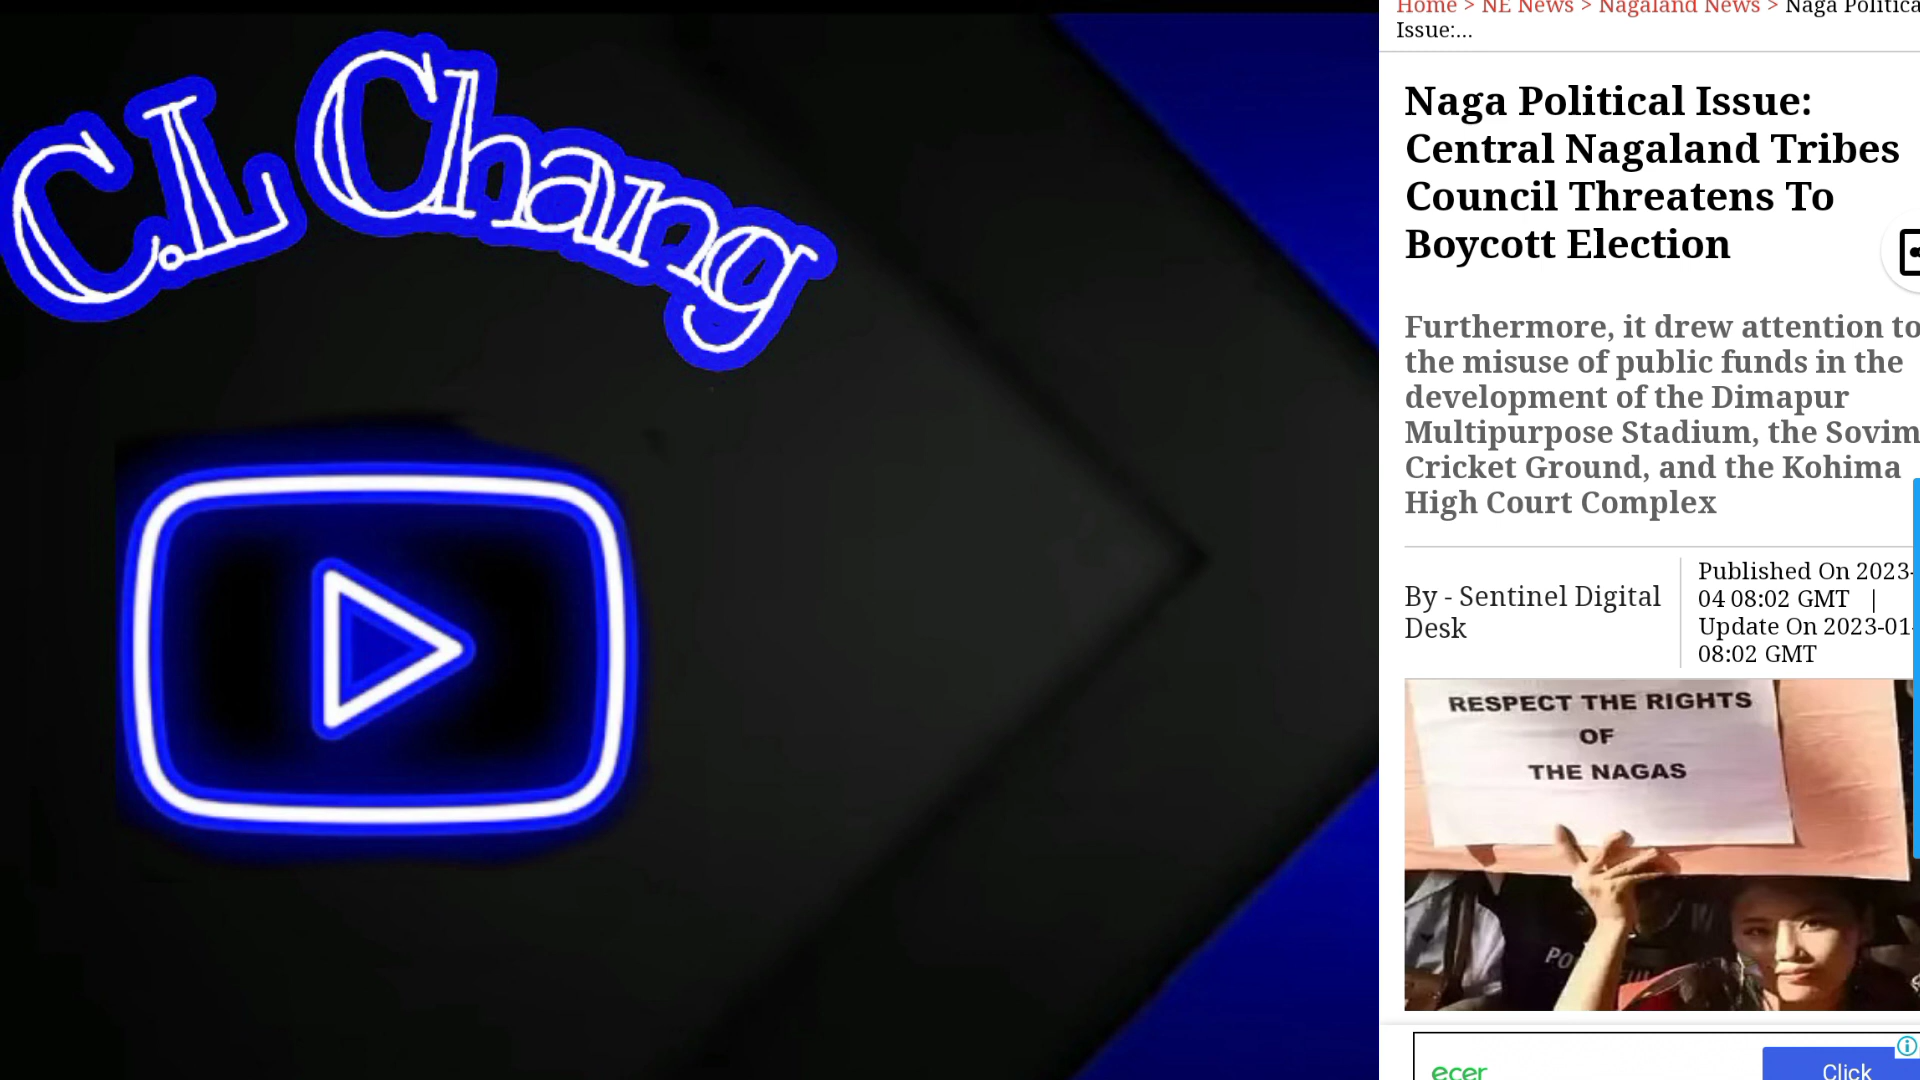 C.L Chang
Home > NE News > Nagaland News > Naga Politica
Issue:...
Naga Political Issue:
Central Nagaland Tribes
Council Threatens To
Boycott Election
Furthermore, it drew attention to
the misuse of public funds in the
development of the Dimapur
Multipurpose Stadium, the Sovim
Cricket Ground, and the Kohima
High Court Complex
By - Sentinel Digital
Desk
Published On 2023-
04 08:02 GMT |
Update On 2023-01-
08:02 GMT
RESPECT THE RIGHTS
OF
THE NAGAS
PO
ecer
Click